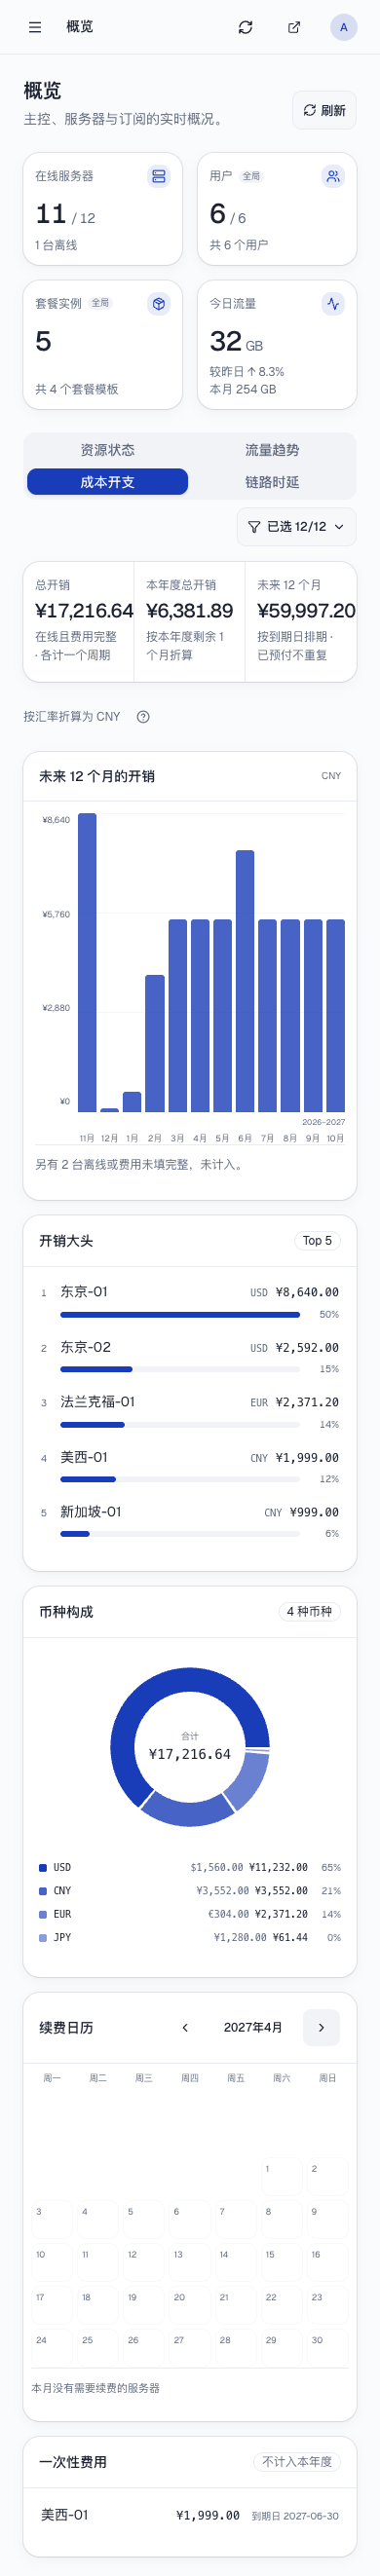 概览
A
概览
主控、服务器与订阅的实时概况。
刷新
在线服务器
11 / 12
1 台离线
用户 全局
6 / 6
共 6 个用户
套餐实例 全局
5
共 4 个套餐模板
今日流量
32 GB
较昨日 ↑ 8.3%
本月 254 GB
资源状态
流量趋势
成本开支
链路时延
已选 12/12
总开销
¥17,216.64
在线且费用完整
· 各计一个周期
本年度总开销
¥6,381.89
按本年度剩余 1
个月折算
未来 12 个月
¥59,997.20
按到期日排期 ·
已预付不重复
按汇率折算为 CNY
未来 12 个月的开销
CNY
¥8,640
¥5,760
¥2,880
¥0
2026–2027
11月 12月 1月 2月 3月 4月 5月 6月 7月 8月 9月 10月
另有 2 台离线或费用未填完整，未计入。
开销大头
Top 5
1 东京-01 USD ¥8,640.00
50%
2 东京-02 USD ¥2,592.00
15%
3 法兰克福-01 EUR ¥2,371.20
14%
4 美西-01 CNY ¥1,999.00
12%
5 新加坡-01 CNY ¥999.00
6%
币种构成
4 种币种
合计
¥17,216.64
USD $1,560.00 ¥11,232.00 65%
CNY ¥3,552.00 ¥3,552.00 21%
EUR €304.00 ¥2,371.20 14%
JPY ¥1,280.00 ¥61.44 0%
续费日历
2027年4月
周一 周二 周三 周四 周五 周六 周日
1 2
3 4 5 6 7 8 9
10 11 12 13 14 15 16
17 18 19 20 21 22 23
24 25 26 27 28 29 30
本月没有需要续费的服务器
一次性费用
不计入本年度
美西-01 ¥1,999.00 到期日 2027-06-30